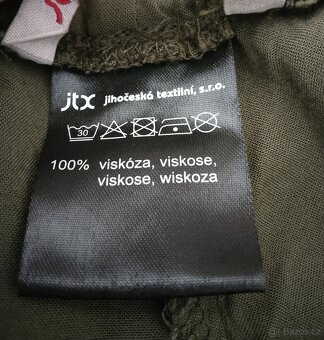 jtx jihočeská textilní, s.r.o.
30
100% viskóza, viskose,
viskose, wiskoza